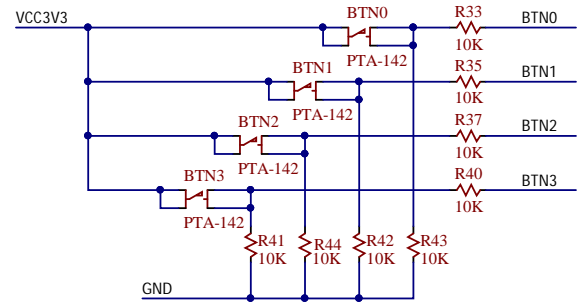 VCC3V3
BTN0
R33
BTN0
PTA-142
10K
BTN1
R35
BTN1
PTA-142
10K
BTN2
R37
BTN2
PTA-142
10K
BTN3
R40
BTN3
PTA-142
10K
R41
R44
R42
R43
10K
10K
10K
10K
GND